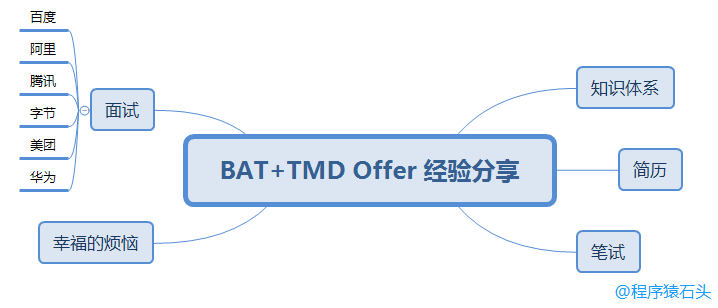 百度
阿里
腾讯
字节
美团
华为
面试
幸福的烦恼
BAT+TMD Offer 经验分享
知识体系
简历
笔试
@程序猿石头